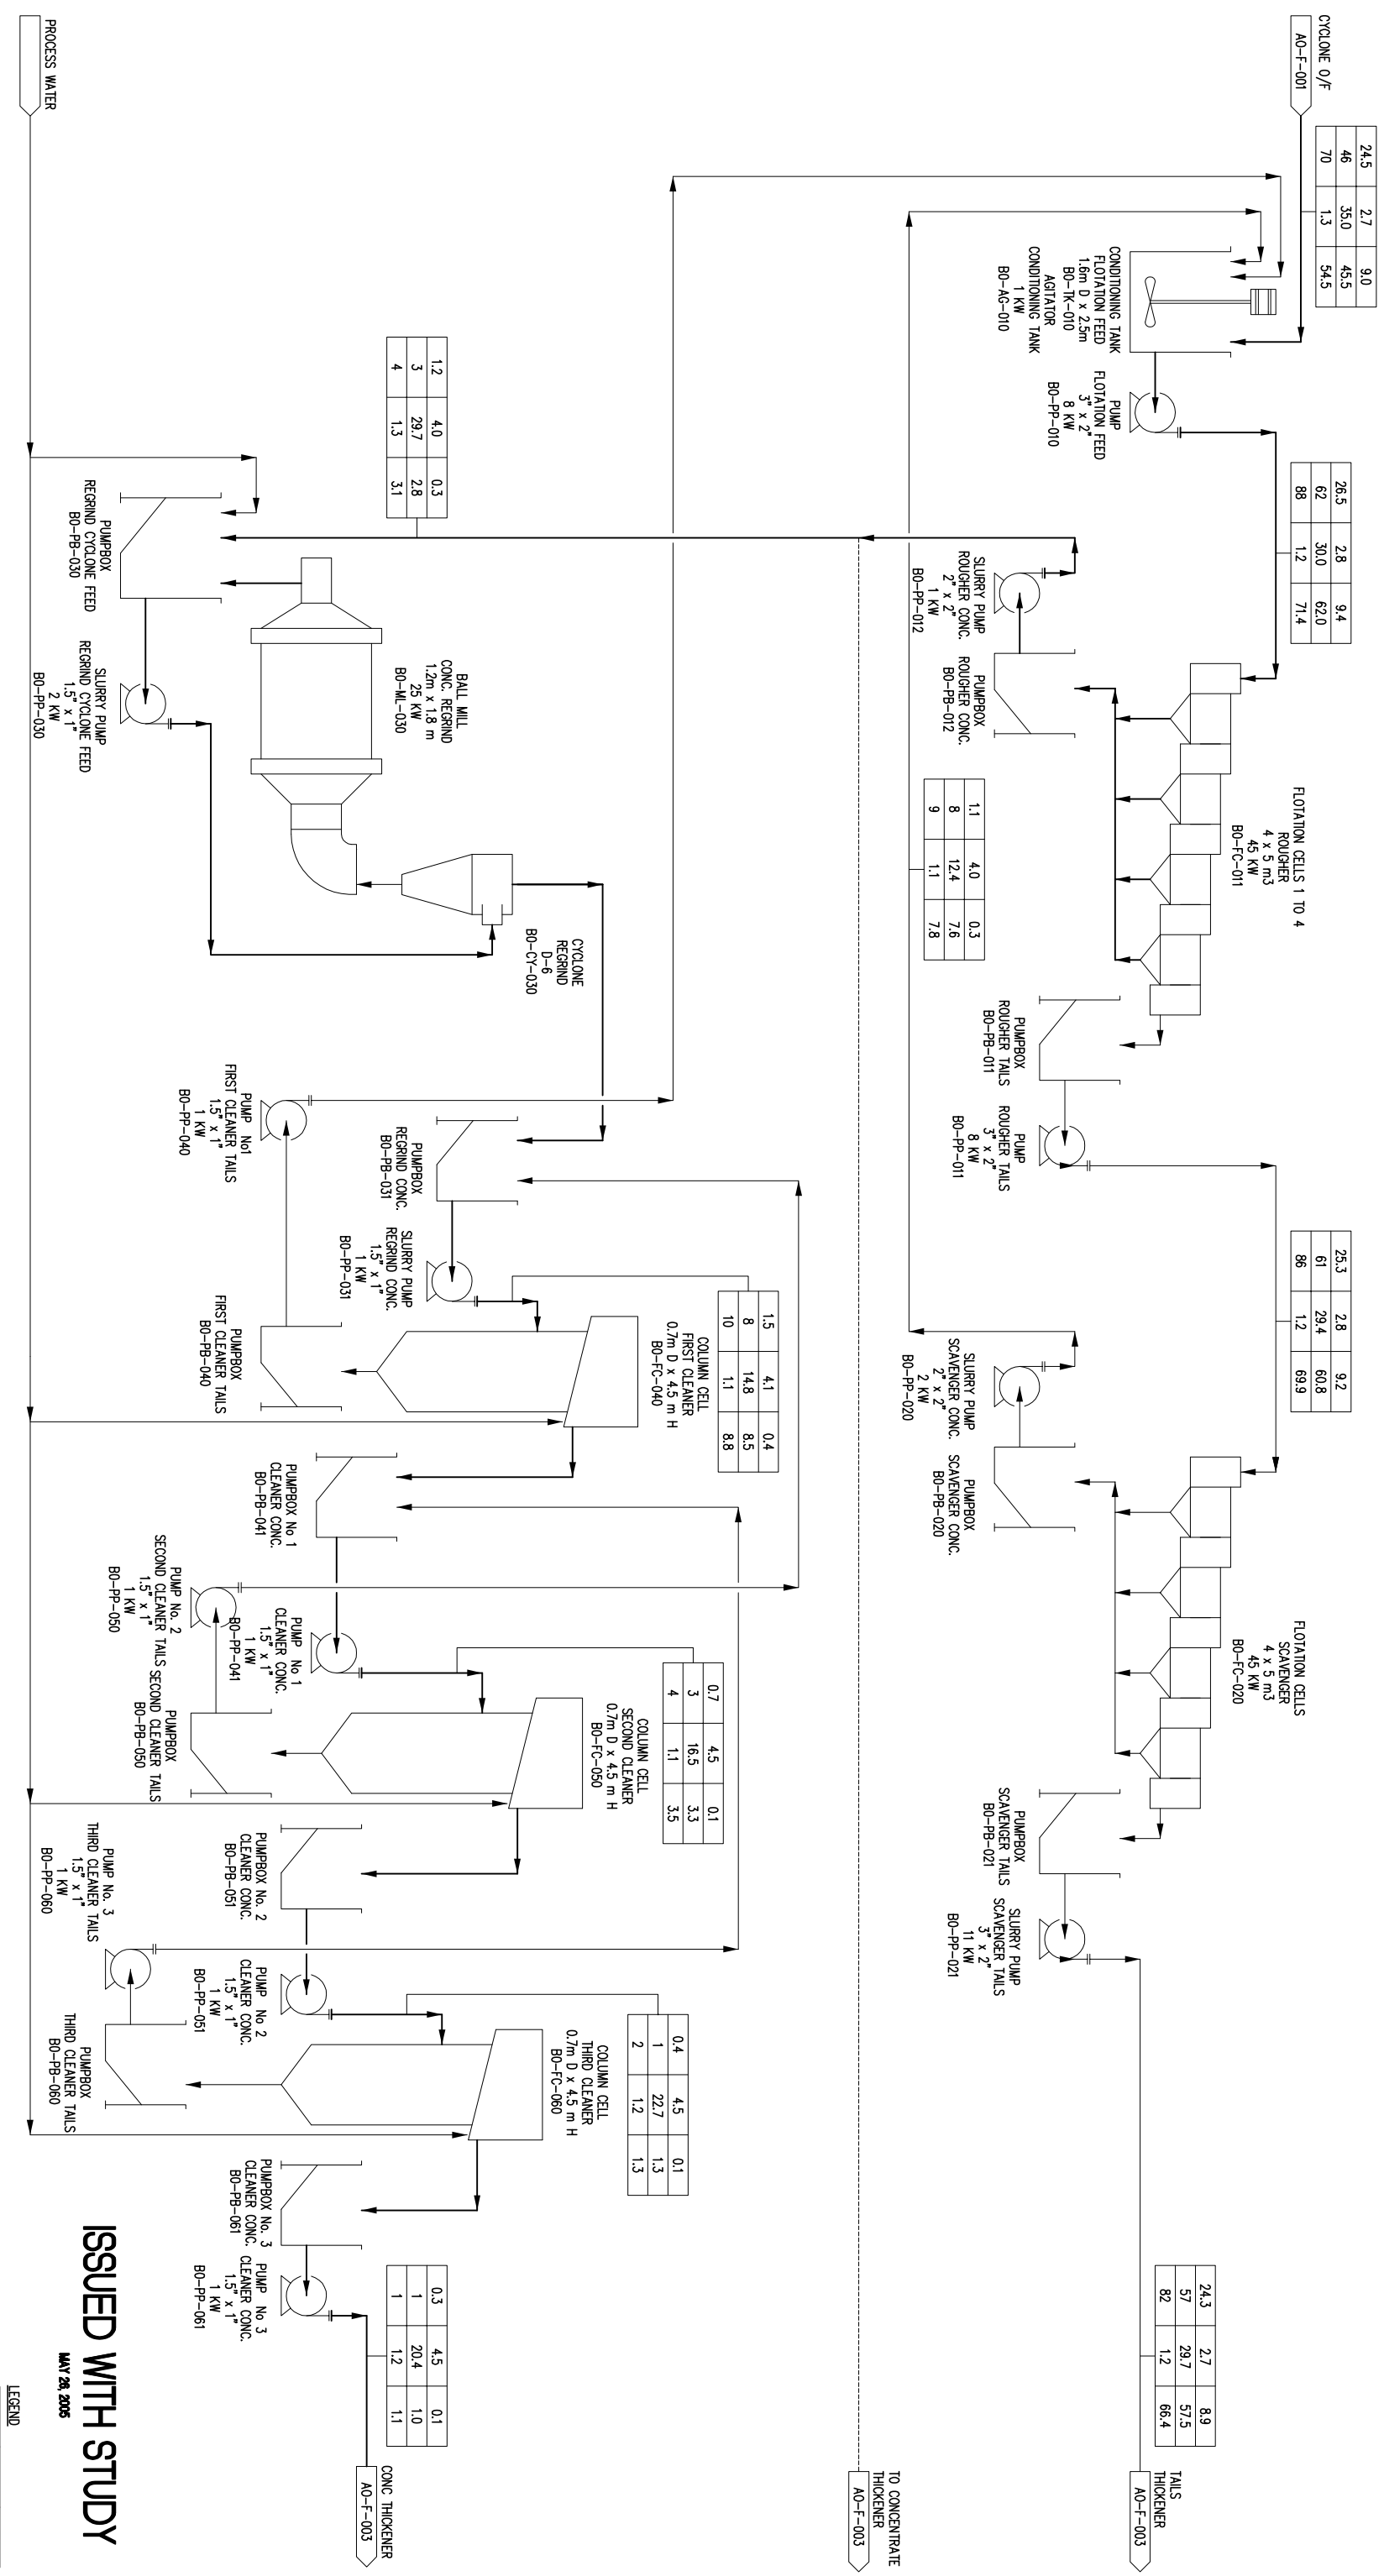 CYCLONE O/F
AO-F-001
24.5 2.7 9.0
46 35.0 45.5
70 1.3 54.5
CONDITIONING TANK
FLOTATION FEED
1.6m D x 2.5m
BO-TK-010
AGITATOR
CONDITIONING TANK
1 KW
BO-AG-010
PUMP
FLOTATION FEED
3" x 2"
8 KW
BO-PP-010
26.5 2.8 9.4
62 30.0 62.0
88 1.2 71.4
FLOTATION CELLS 1 TO 4
ROUGHER
4 x 5 m3
45 KW
BO-FC-011
PUMPBOX
ROUGHER TAILS
BO-PB-011
PUMP
ROUGHER TAILS
3" x 2"
8 KW
BO-PP-011
25.3 2.8 9.2
61 29.4 60.8
86 1.2 69.9
FLOTATION CELLS
SCAVENGER
4 x 5 m3
45 KW
BO-FC-020
PUMPBOX
SCAVENGER TAILS
BO-PB-021
SLURRY PUMP
SCAVENGER TAILS
3" x 2"
11 KW
BO-PP-021
24.3 2.7 8.9
57 29.7 57.5
82 1.2 66.4
TAILS
THICKENER
AO-F-003
SLURRY PUMP
ROUGHER CONC.
2" x 2"
1 KW
BO-PP-012
PUMPBOX
ROUGHER CONC.
BO-PB-012
1.1 4.0 0.3
8 12.4 7.6
9 1.1 7.8
SLURRY PUMP
SCAVENGER CONC.
2" x 2"
2 KW
BO-PP-020
PUMPBOX
SCAVENGER CONC.
BO-PB-020
TO CONCENTRATE
THICKENER
AO-F-003
1.2 4.0 0.3
3 29.7 2.8
4 1.3 3.1
BALL MILL
CONC. REGRIND
1.2m x 1.8 m
25 KW
BO-ML-030
CYCLONE
REGRIND
D-6
BO-CY-030
PUMPBOX
REGRIND CYCLONE FEED
BO-PB-030
SLURRY PUMP
REGRIND CYCLONE FEED
1.5" x 1"
2 KW
BO-PP-030
PUMPBOX
REGRIND CONC.
BO-PB-031
SLURRY PUMP
REGRIND CONC.
1.5" x 1"
1 KW
BO-PP-031
1.5 4.1 0.4
8 14.8 8.5
10 1.1 8.8
COLUMN CELL
FIRST CLEANER
0.7m D x 4.5 m H
BO-FC-040
PUMP No1
FIRST CLEANER TAILS
1.5" x 1"
1 KW
BO-PP-040
PUMPBOX
FIRST CLEANER TAILS
BO-PB-040
PUMPBOX No 1
CLEANER CONC.
BO-PB-041
PUMP No 1
CLEANER CONC.
1.5" x 1"
1 KW
BO-PP-041
0.7 4.5 0.1
3 16.5 3.3
4 1.1 3.5
COLUMN CELL
SECOND CLEANER
0.7m D x 4.5 m H
BO-FC-050
PUMP No. 2
SECOND CLEANER TAILS
1.5" x 1"
1 KW
BO-PP-050
PUMPBOX
SECOND CLEANER TAILS
BO-PB-050
PUMPBOX No. 2
CLEANER CONC.
BO-PB-051
PUMP No 2
CLEANER CONC.
1.5" x 1"
1 KW
BO-PP-051
0.4 4.5 0.1
1 22.7 1.3
2 1.2 1.3
COLUMN CELL
THIRD CLEANER
0.7m D x 4.5 m H
BO-FC-060
PUMP No. 3
THIRD CLEANER TAILS
1.5" x 1"
1 KW
BO-PP-060
PUMPBOX
THIRD CLEANER TAILS
BO-PB-060
PUMPBOX No. 3
CLEANER CONC.
BO-PB-061
PUMP No 3
CLEANER CONC.
1.5" x 1"
1 KW
BO-PP-061
0.3 4.5 0.1
1 20.4 1.0
1 1.2 1.1
CONC THICKENER
AO-F-003
PROCESS WATER
ISSUED WITH STUDY
MAY 26, 2005
LEGEND